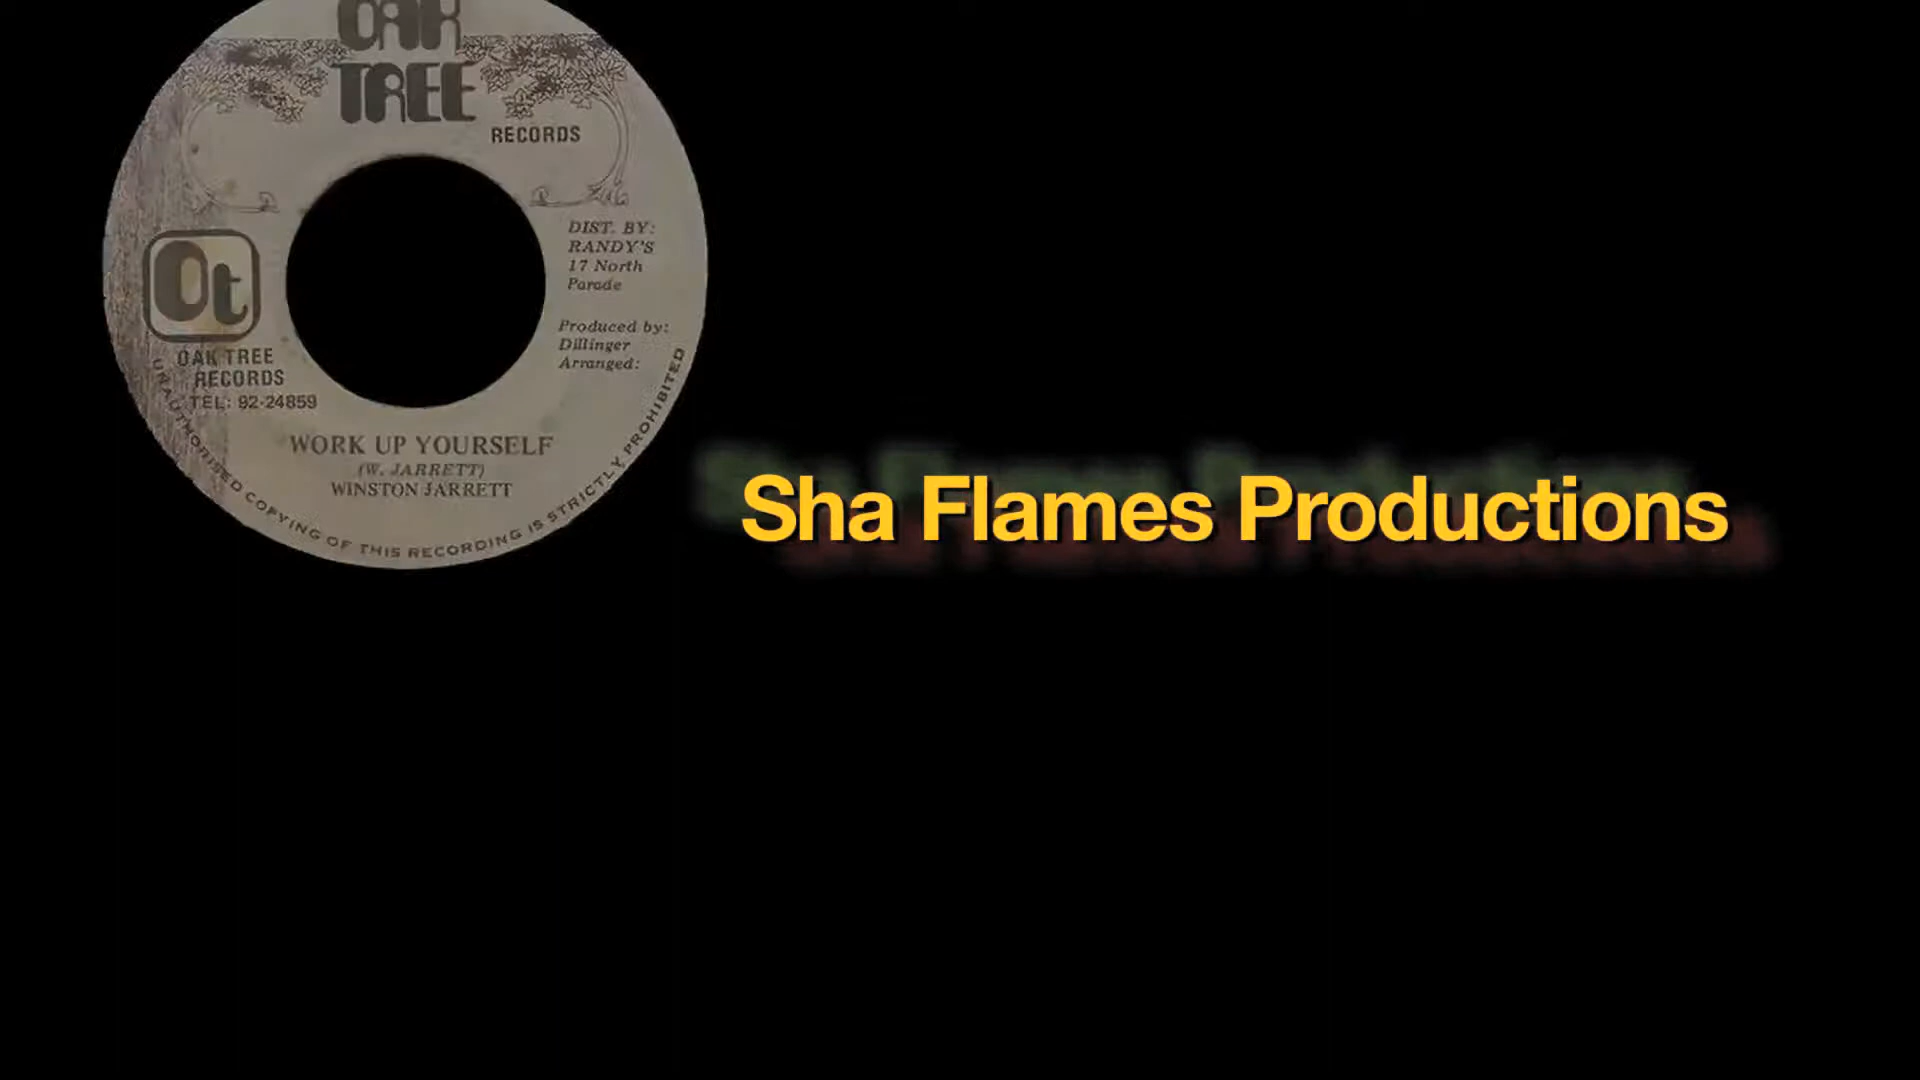 OAK
TREE
RECORDS
DIST. BY:
RANDY'S
17 North
Parade
Ot
Produced by:
Dillinger
Arranged:
OAK TREE
RECORDS
TEL: 92-24859
WORK UP YOURSELF
(W. JARRETT)
WINSTON JARRETT
UNAUTHORISED COPYING OF THIS RECORDING IS STRICTLY PROHIBITED
Sha Flames Productions